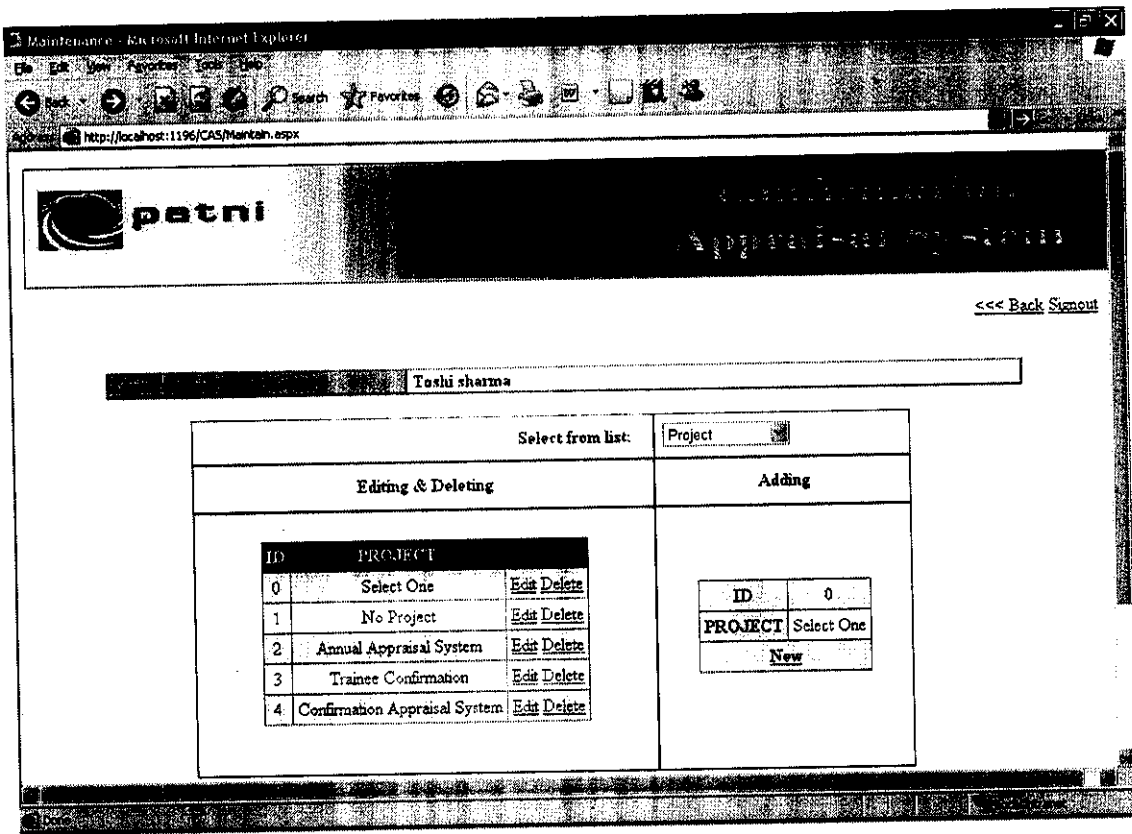 Maintenance - Microsoft Internet Explorer
File Edit View Favorites Tools Help
Back Search Favorites
Address http://localhost:1196/CAS/Maintain.aspx
patni
Appraisal System
<<< Back Signout
Toshi sharma
Select from list: Project
Editing & Deleting Adding
ID PROJECT
0 Select One Edit Delete
1 No Project Edit Delete
2 Annual Appraisal System Edit Delete
3 Trainee Confirmation Edit Delete
4 Confirmation Appraisal System Edit Delete
ID 0
PROJECT Select One
New
Done